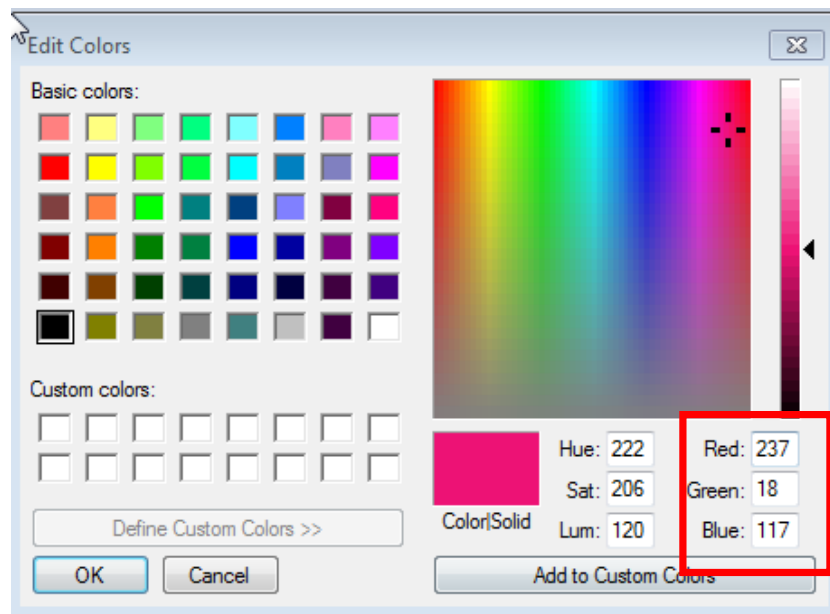 Edit Colors
Basic colors:
Custom colors:
Define Custom Colors >>
OK Cancel
Color|Solid
Hue: 222
Sat: 206
Lum: 120
Red: 237
Green: 18
Blue: 117
Add to Custom Colors